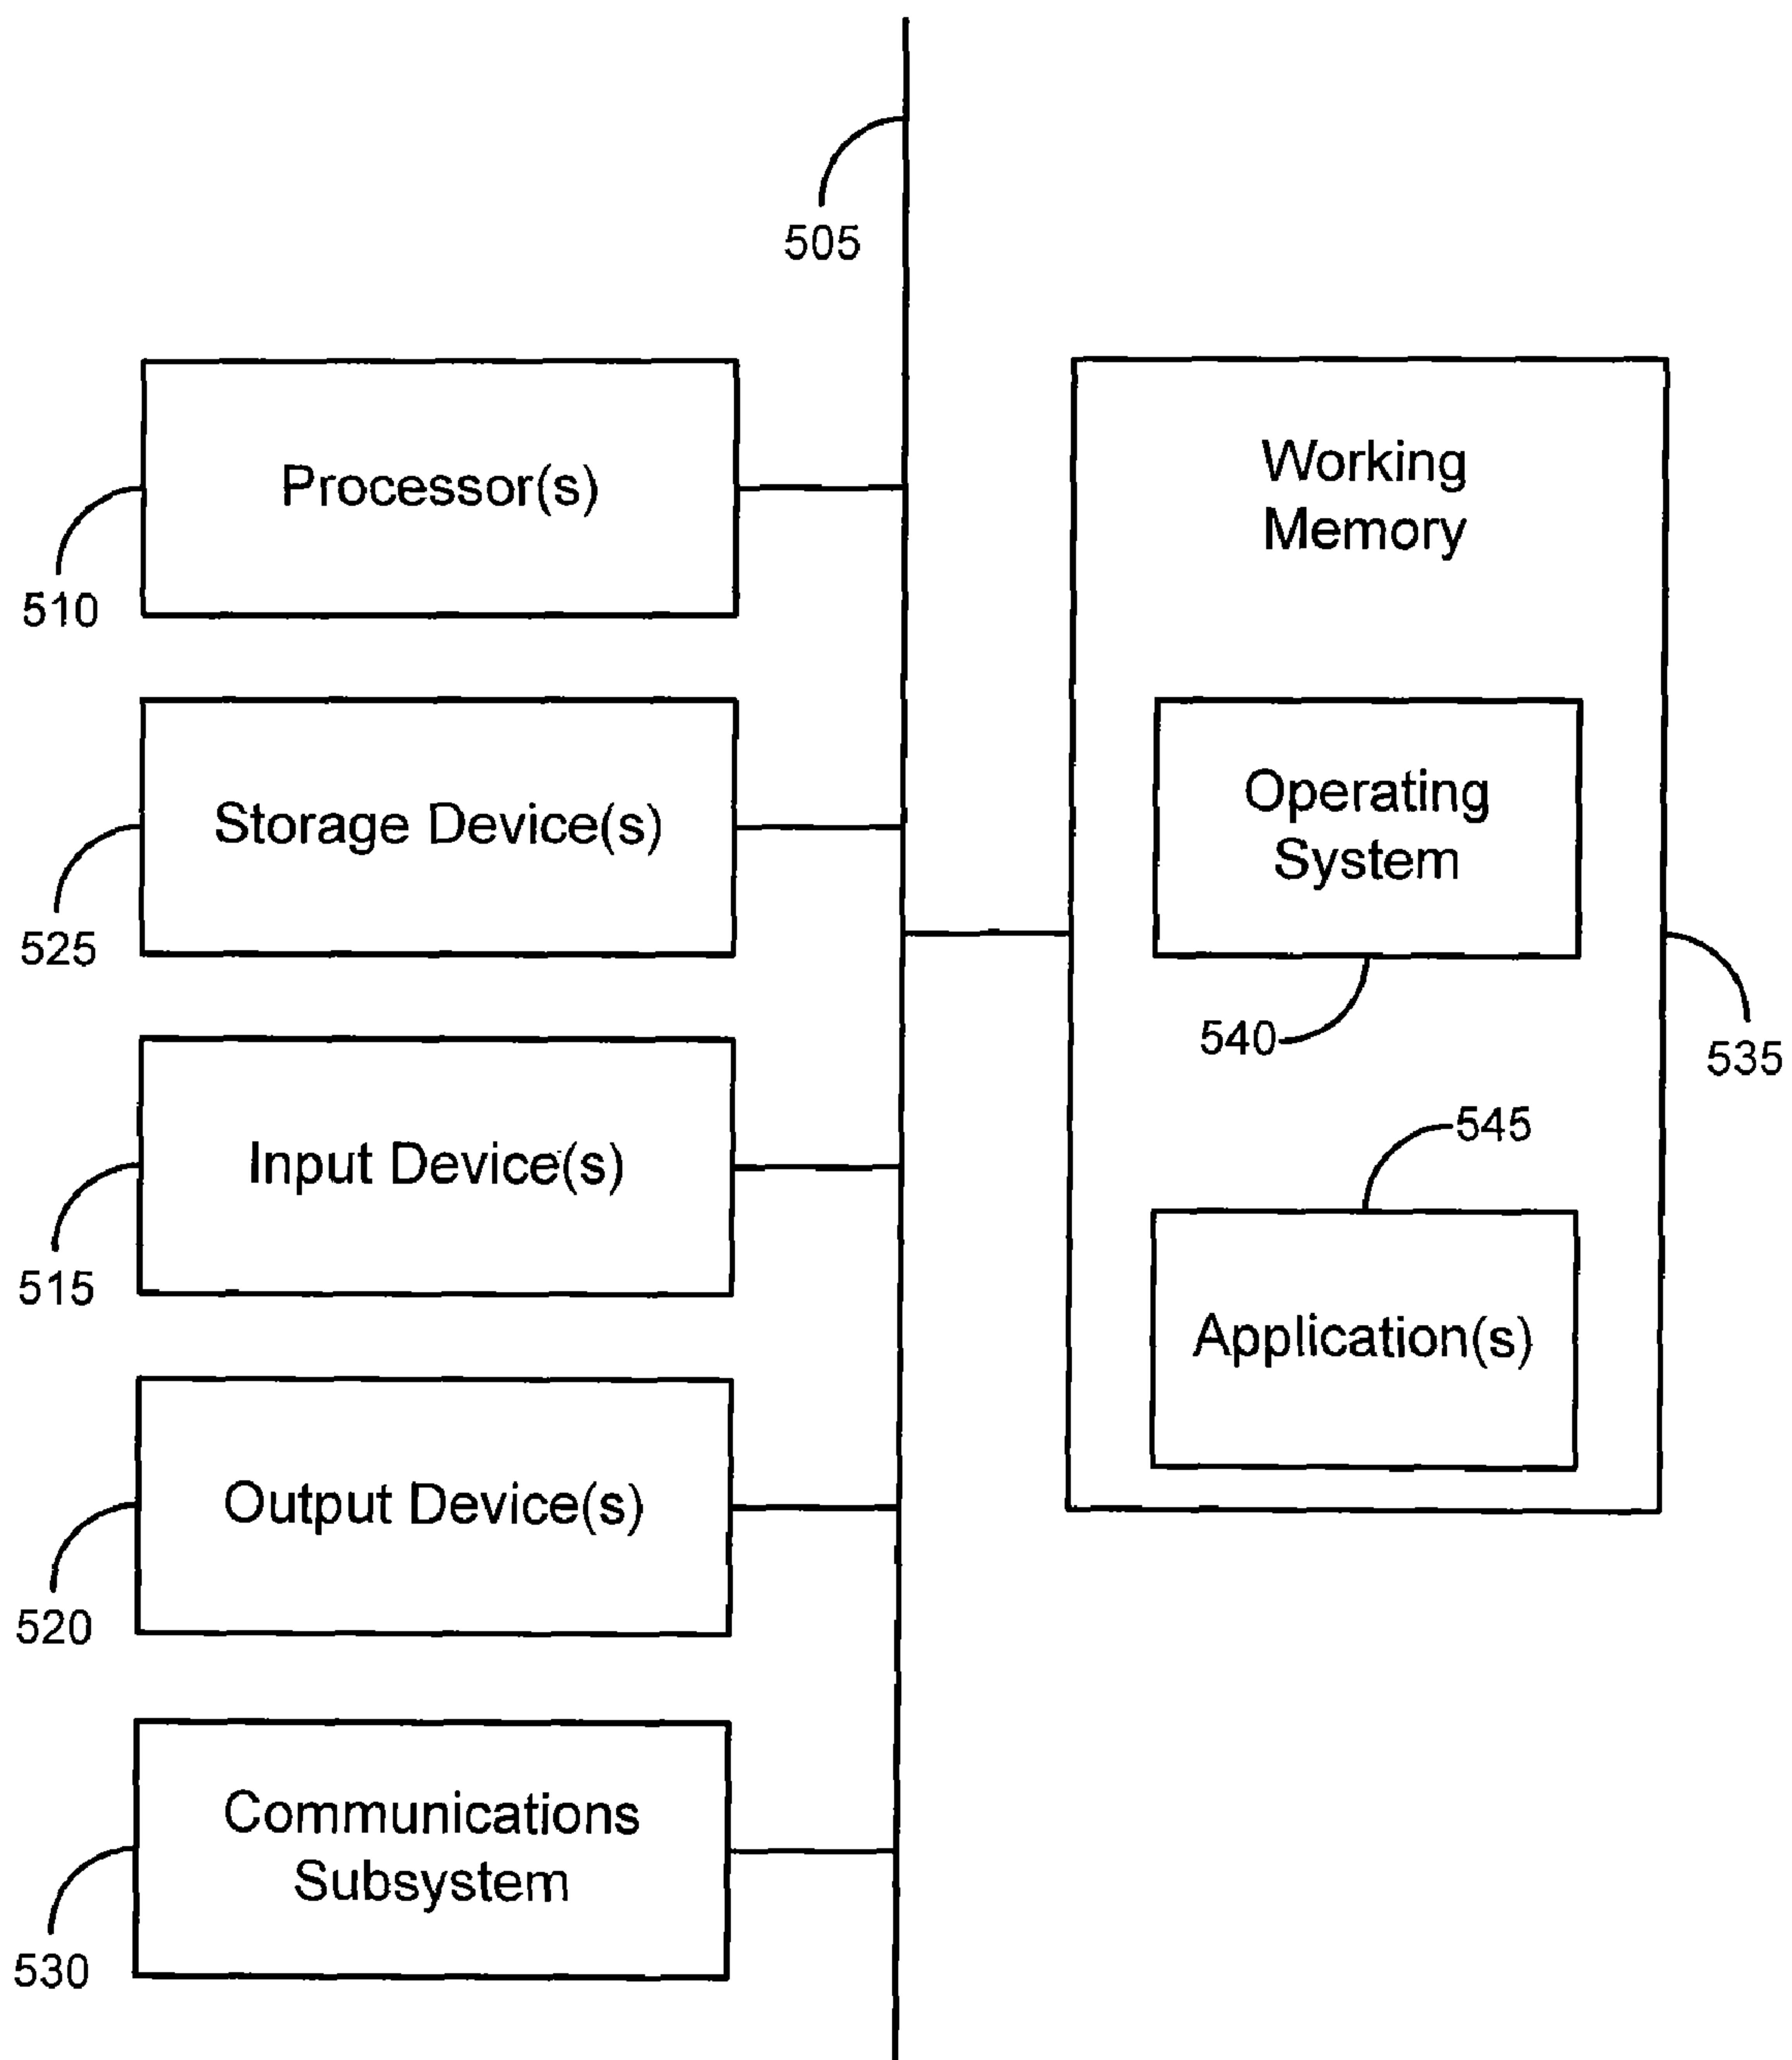 505
Processor(s)
510
Storage Device(s)
525
Input Device(s)
515
Output Device(s)
520
Communications
Subsystem
530
Working
Memory
Operating
System
540
535
545
Application(s)